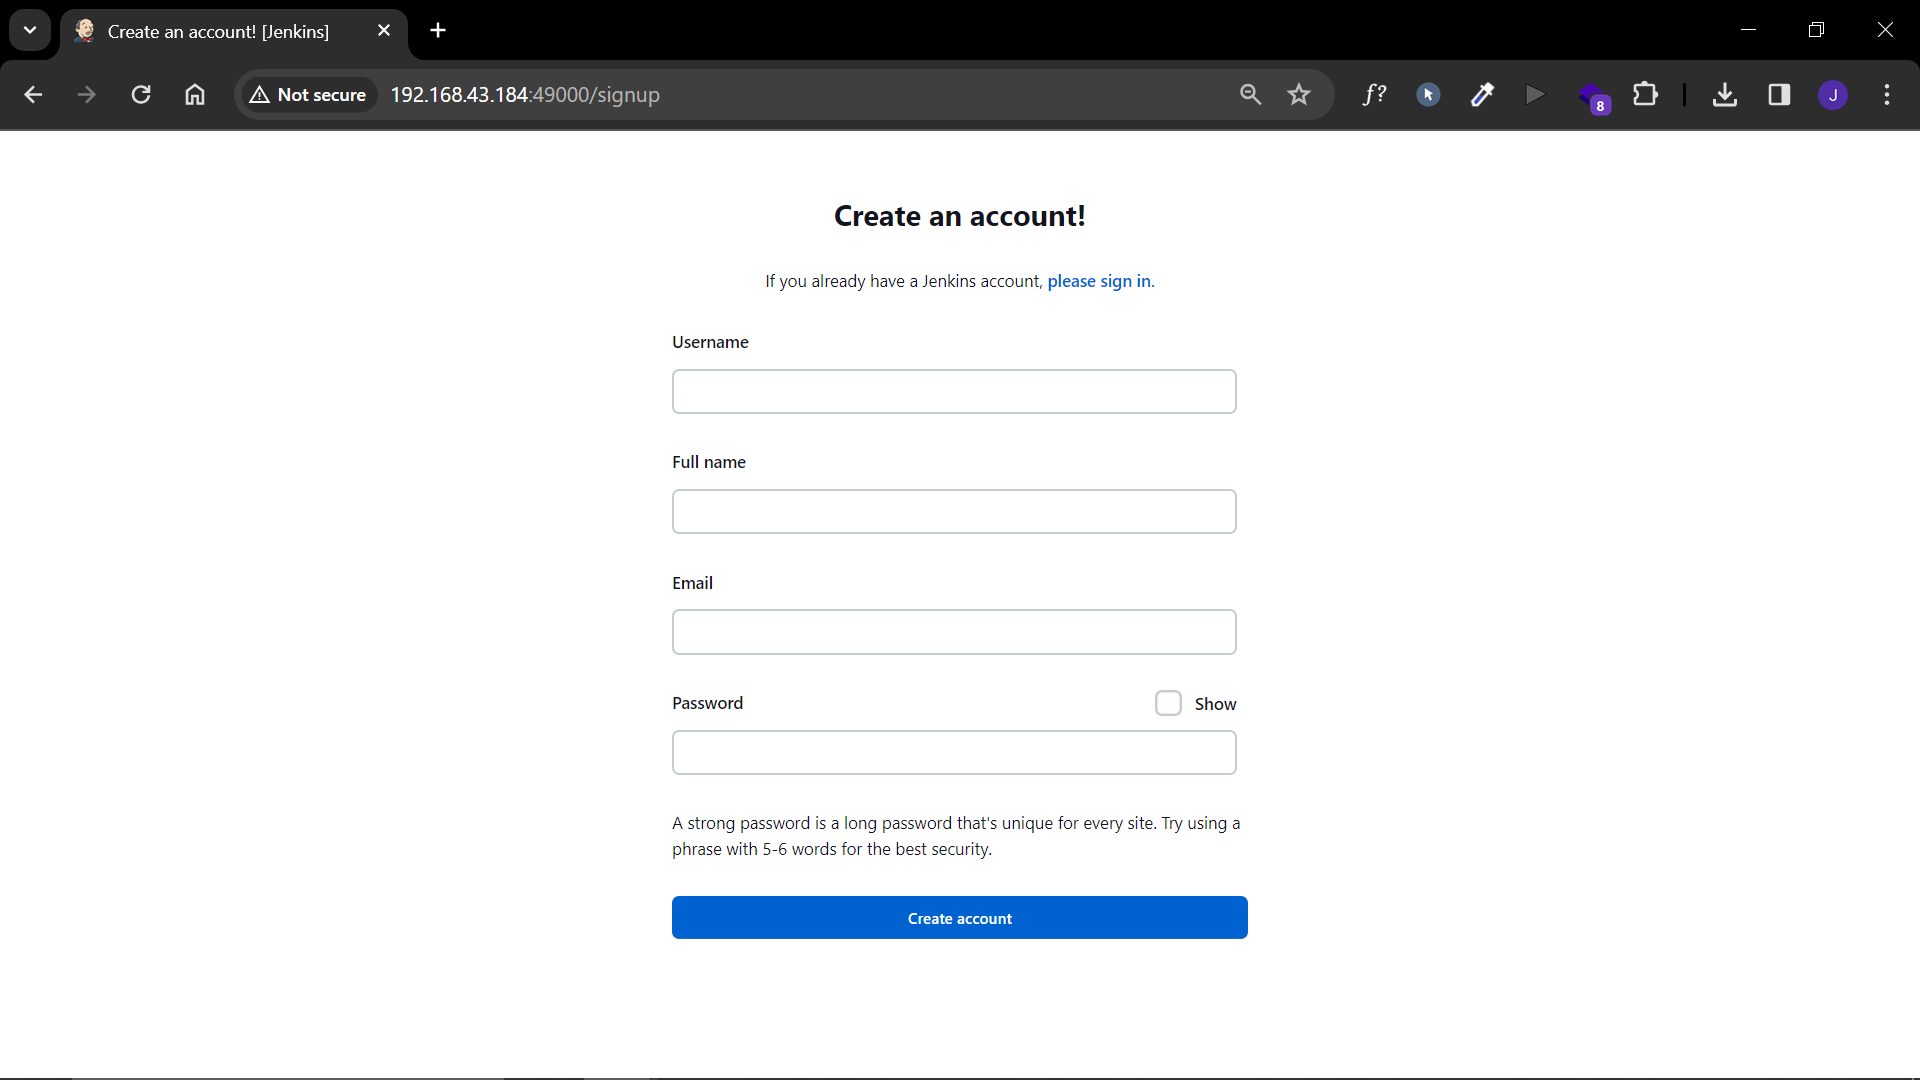 Create an account! [Jenkins]
Not secure 192.168.43.184:49000/signup f? 8 J
Create an account!
If you already have a Jenkins account, please sign in.
Username
Full name
Email
Password Show
A strong password is a long password that's unique for every site. Try using a
phrase with 5-6 words for the best security.
Create account